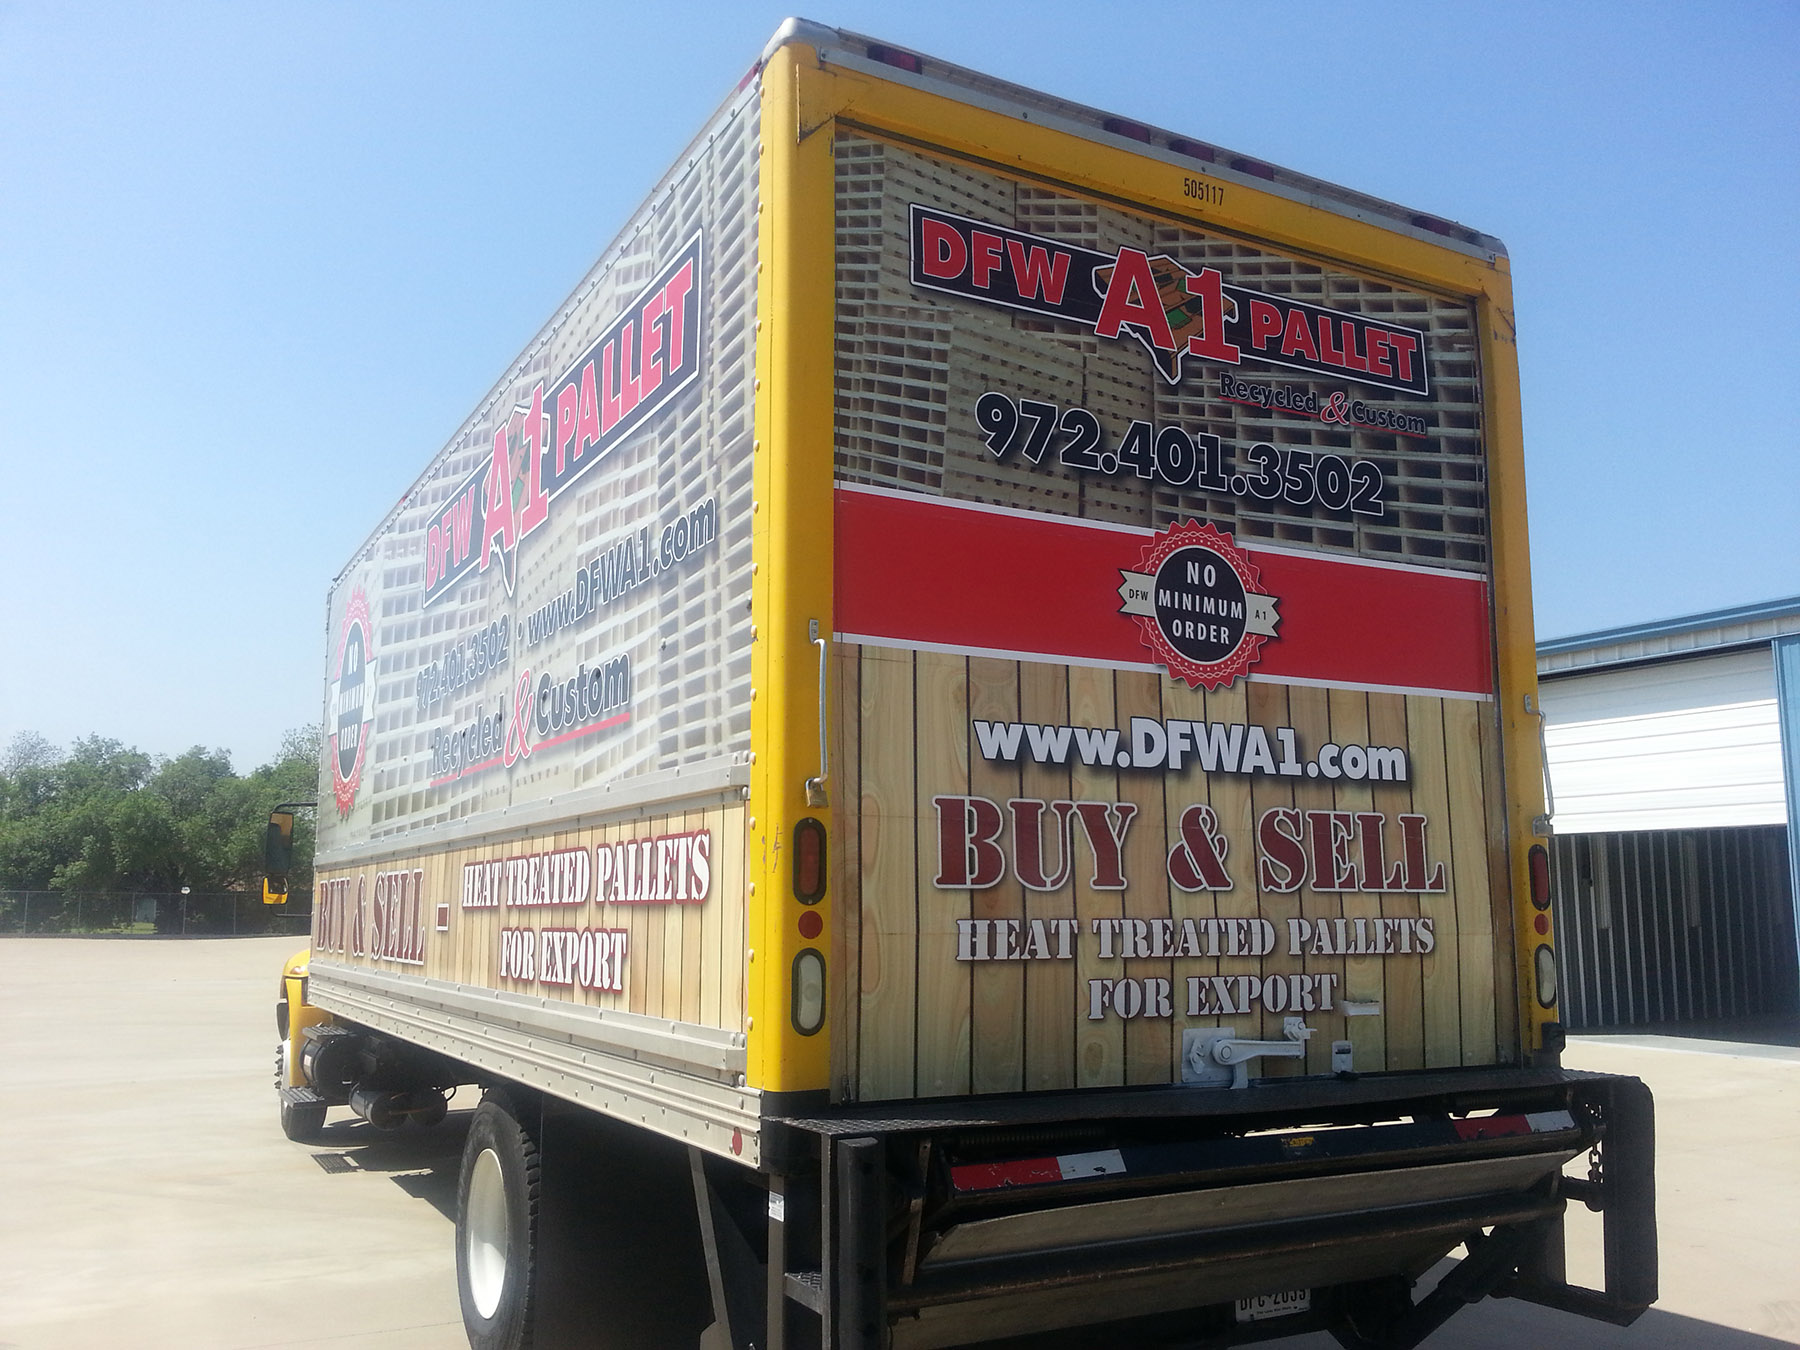 505117
DFW A1 PALLET
Recycled & Custom
972.401.3502
NO
DFW MINIMUM A1
ORDER
www.DFWA1.com
BUY & SELL
HEAT TREATED PALLETS
FOR EXPORT
DFW A1 PALLET
972.401.3502 • www.DFWA1.com
Recycled & Custom
NO
MINIMUM
ORDER
BUY & SELL - HEAT TREATED PALLETS
FOR EXPORT